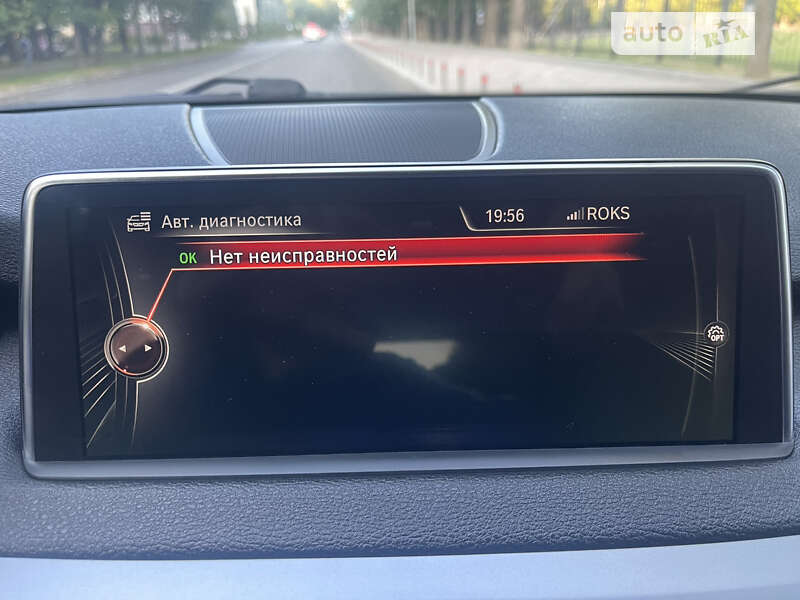 auto RIA
Авт. диагностика 19:56 ROKS
OK Нет неисправностей
OPT